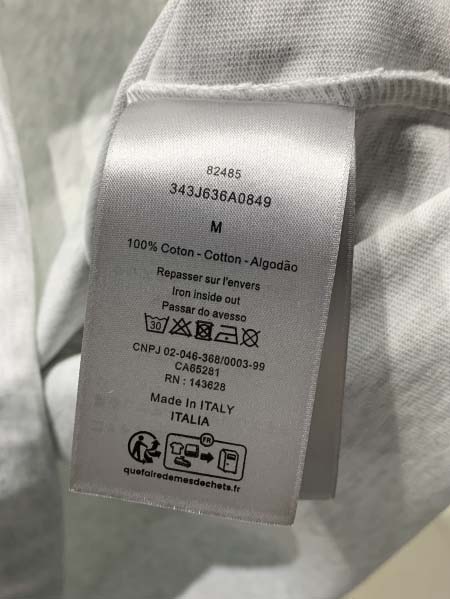 82485
343J636A0849
M
100% Coton - Cotton - Algodão
Repasser sur l'envers
Iron inside out
Passar do avesso
30
CNPJ 02-046-368/0003-99
CA65281
RN : 143628
Made In ITALY
ITALIA
FR
quefairedemesdechets.fr